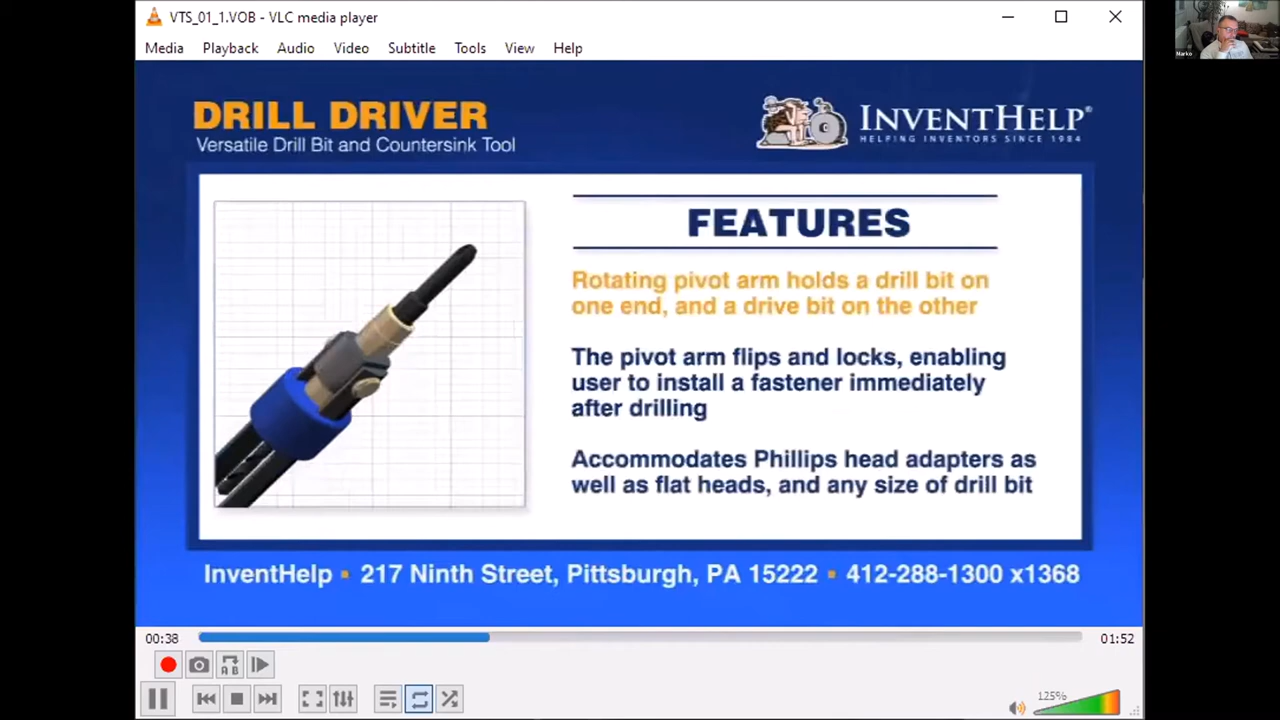 VTS_01_1.VOB - VLC media player
Media Playback Audio Video Subtitle Tools View Help
Marko
DRILL DRIVER
Versatile Drill Bit and Countersink Tool
INVENTHELP®
HELPING INVENTORS SINCE 1984
FEATURES
Rotating pivot arm holds a drill bit on
one end, and a drive bit on the other
The pivot arm flips and locks, enabling
user to install a fastener immediately
after drilling
Accommodates Phillips head adapters as
well as flat heads, and any size of drill bit
InventHelp ▪ 217 Ninth Street, Pittsburgh, PA 15222 ▪ 412-288-1300 x1368
00:38
01:52
A B
125%